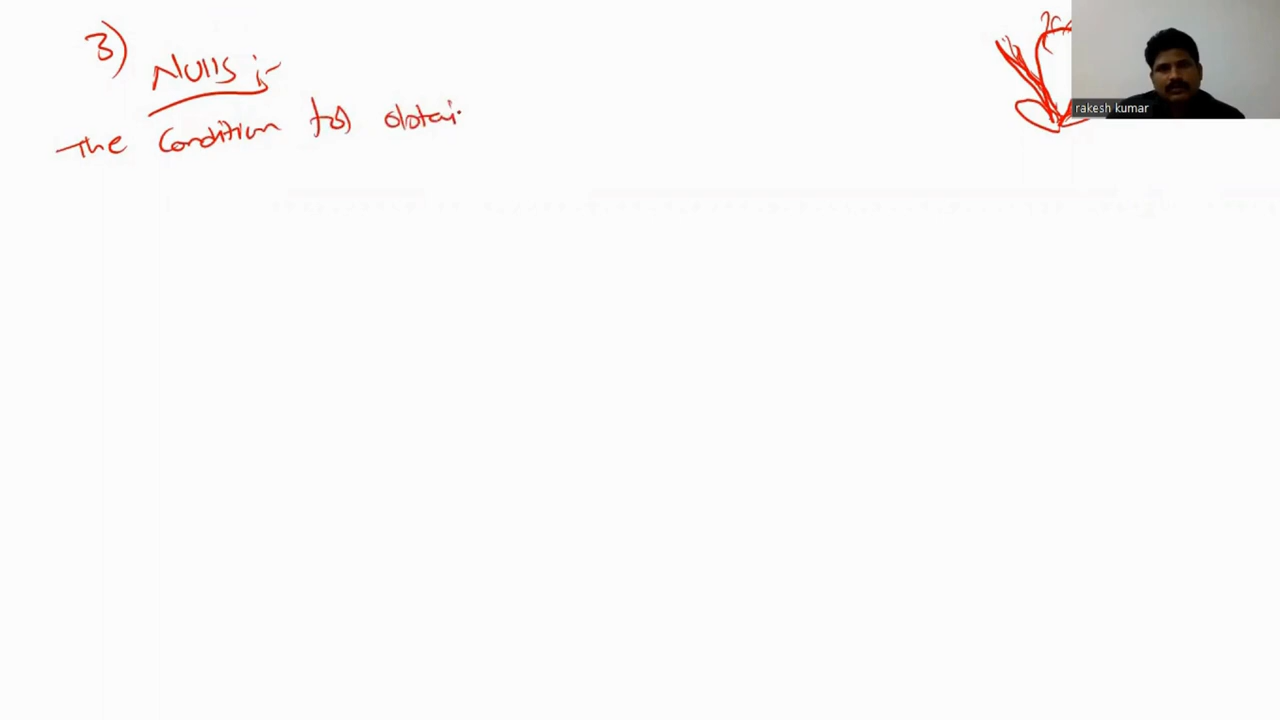 3)
Nulls :-
The condition for obtai
rakesh kumar